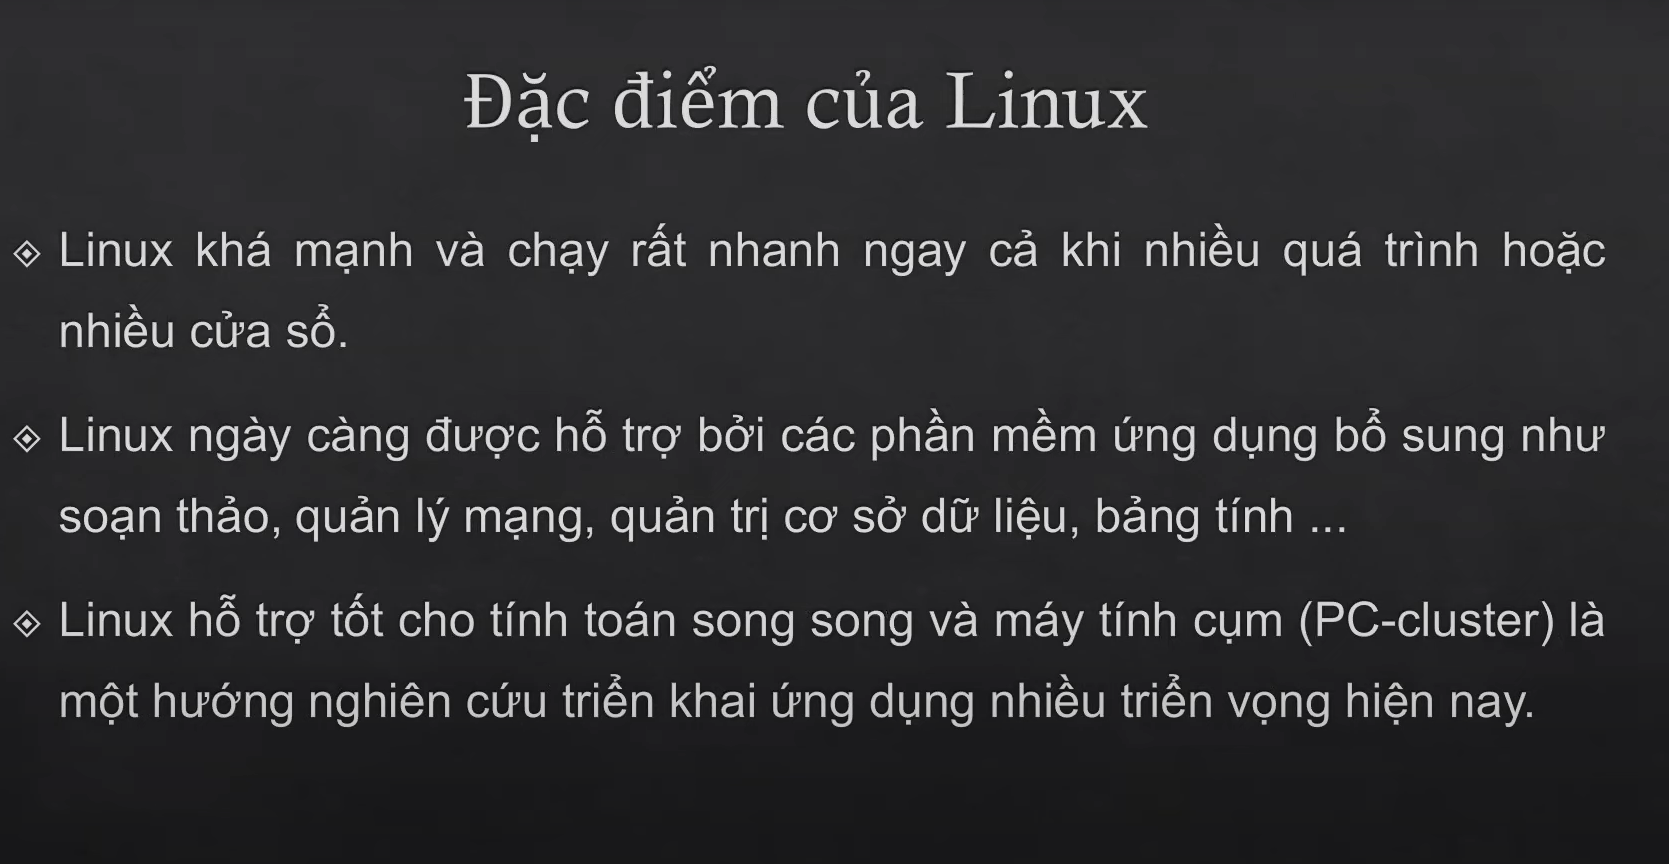 Đặc điểm của Linux
Linux khá mạnh và chạy rất nhanh ngay cả khi nhiều quá trình hoặc
nhiều cửa sổ.
Linux ngày càng được hỗ trợ bởi các phần mềm ứng dụng bổ sung như
soạn thảo, quản lý mạng, quản trị cơ sở dữ liệu, bảng tính ...
Linux hỗ trợ tốt cho tính toán song song và máy tính cụm (PC-cluster) là
một hướng nghiên cứu triển khai ứng dụng nhiều triển vọng hiện nay.